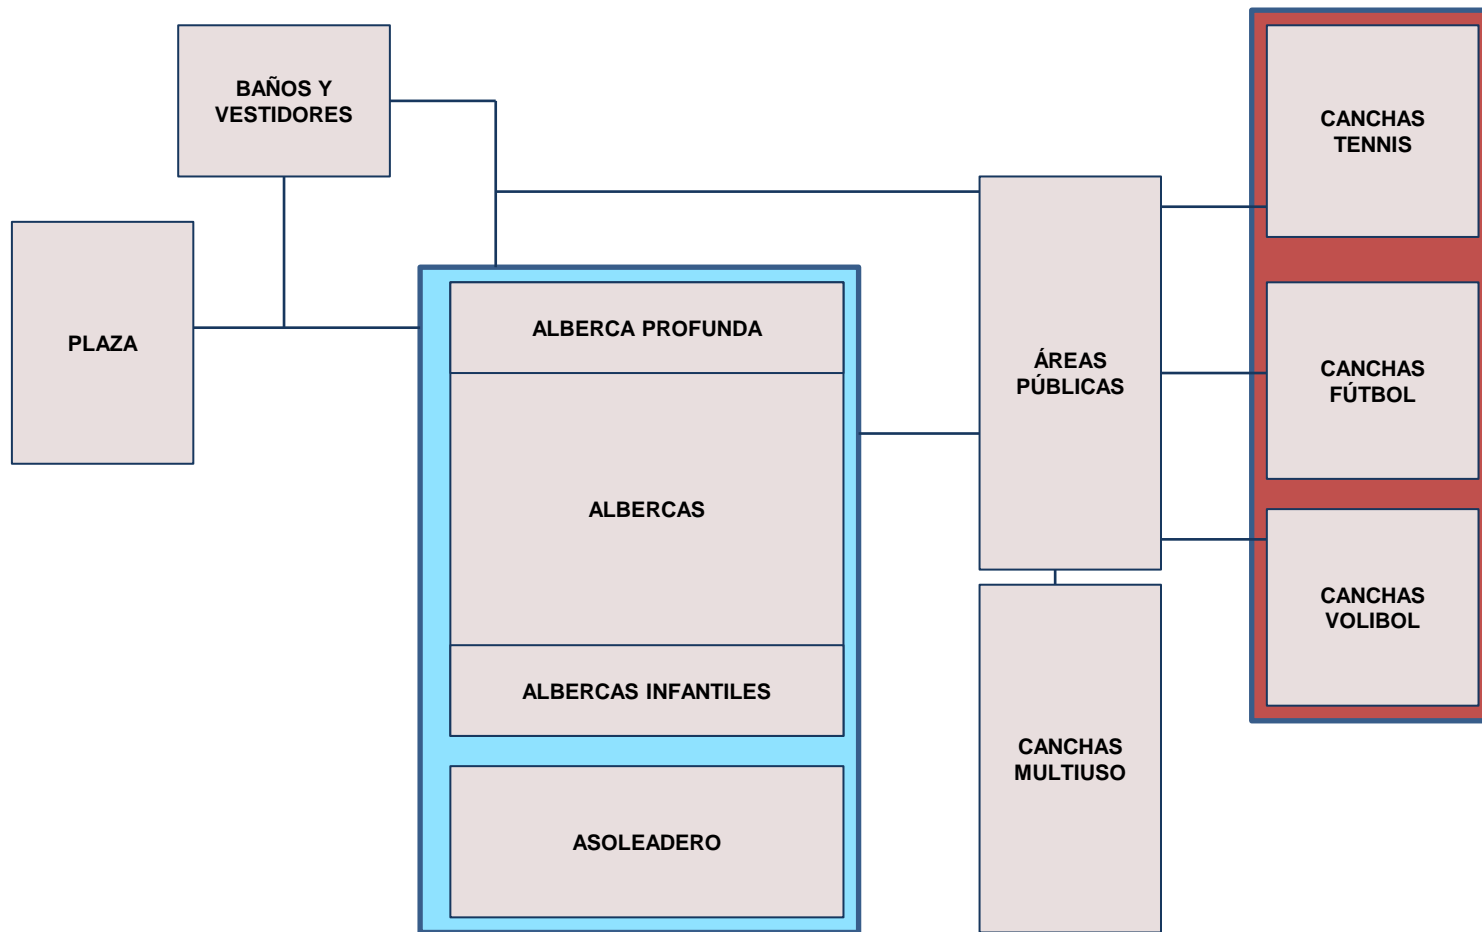 BAÑOS Y
VESTIDORES
PLAZA
ALBERCA PROFUNDA
ALBERCAS
ALBERCAS INFANTILES
ASOLEADERO
ÁREAS
PÚBLICAS
CANCHAS
MULTIUSO
CANCHAS
TENNIS
CANCHAS
FÚTBOL
CANCHAS
VOLIBOL